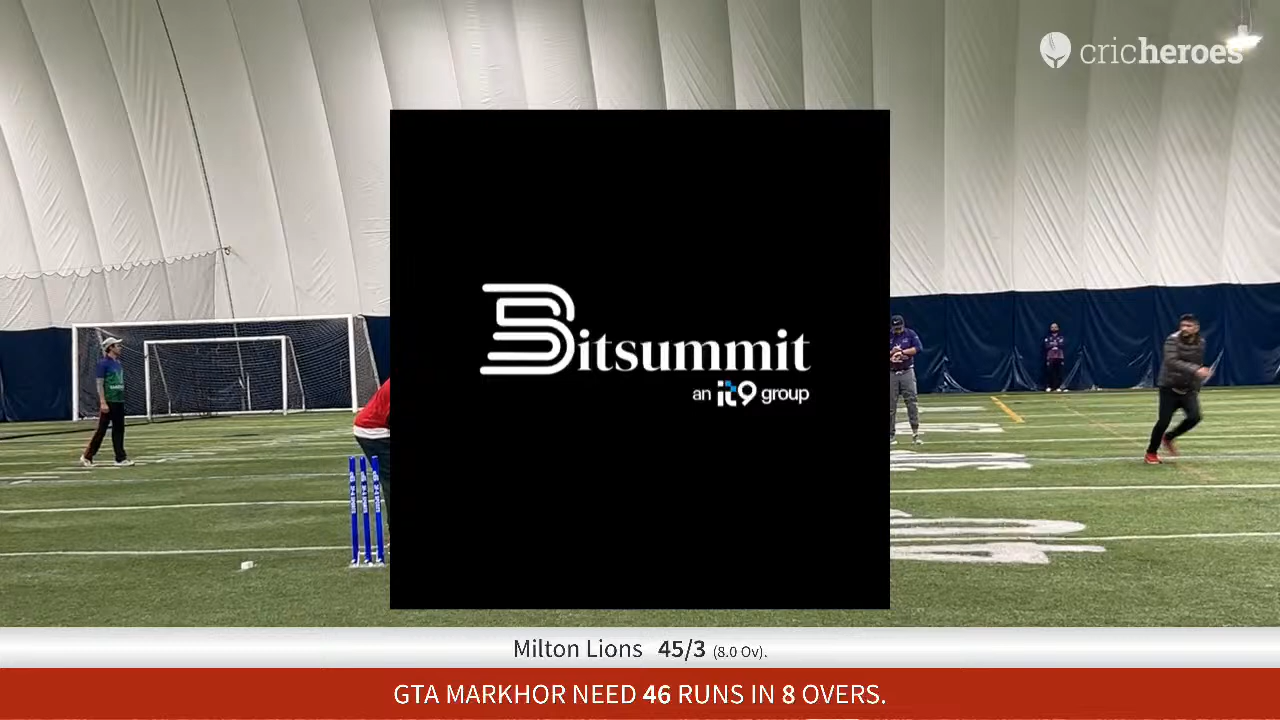 cricheroes
Bitsummit
an it9 group
Milton Lions 45/3 (8.0 Ov).
GTA MARKHOR NEED 46 RUNS IN 8 OVERS.